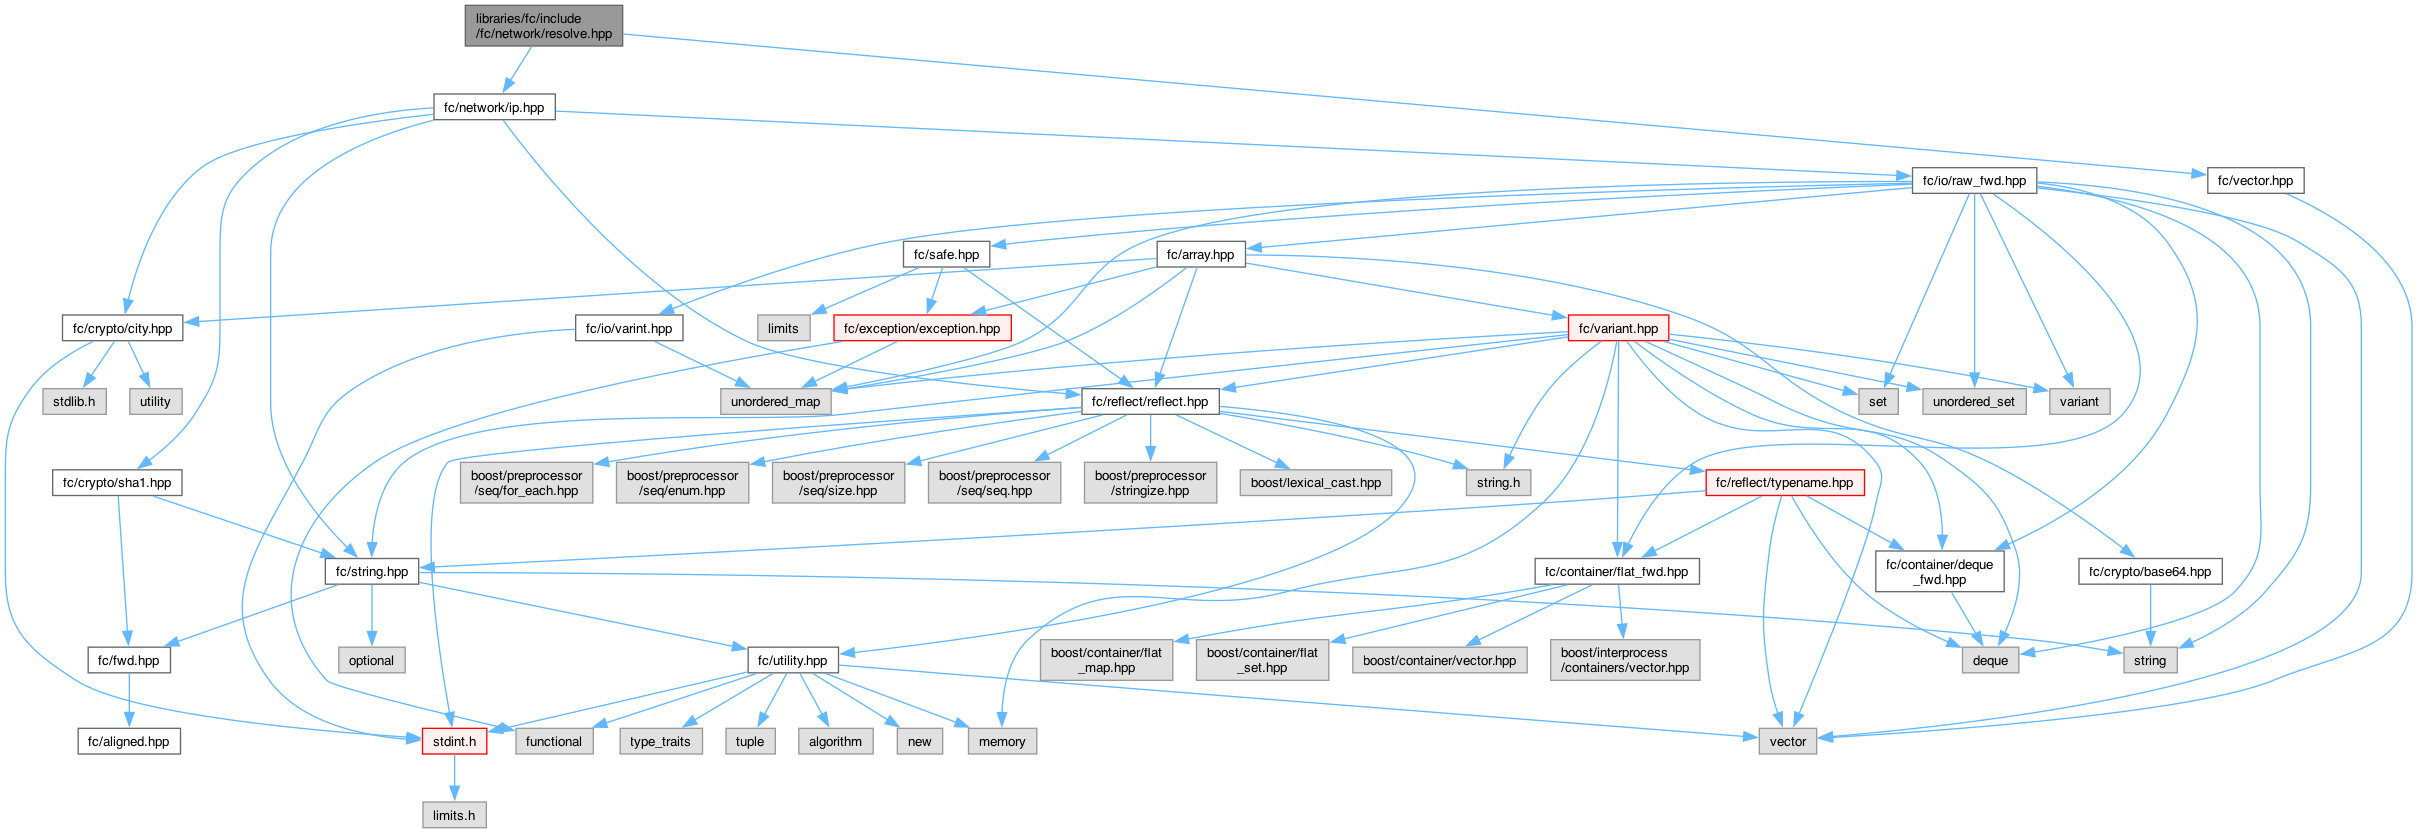 libraries/fc/include
/fc/network/resolve.hpp
fc/network/ip.hpp
fc/io/raw_fwd.hpp
fc/vector.hpp
fc/safe.hpp
fc/array.hpp
fc/crypto/city.hpp
fc/io/varint.hpp
limits
fc/exception/exception.hpp
fc/variant.hpp
stdlib.h
utility
unordered_map
fc/reflect/reflect.hpp
set
unordered_set
variant
fc/crypto/sha1.hpp
boost/preprocessor
/seq/for_each.hpp
boost/preprocessor
/seq/enum.hpp
boost/preprocessor
/seq/size.hpp
boost/preprocessor
/seq/seq.hpp
boost/preprocessor
/stringize.hpp
boost/lexical_cast.hpp
string.h
fc/reflect/typename.hpp
fc/string.hpp
fc/container/flat_fwd.hpp
fc/container/deque
_fwd.hpp
fc/crypto/base64.hpp
fc/fwd.hpp
optional
fc/utility.hpp
boost/container/flat
_map.hpp
boost/container/flat
_set.hpp
boost/container/vector.hpp
boost/interprocess
/containers/vector.hpp
deque
string
fc/aligned.hpp
stdint.h
functional
type_traits
tuple
algorithm
new
memory
vector
limits.h